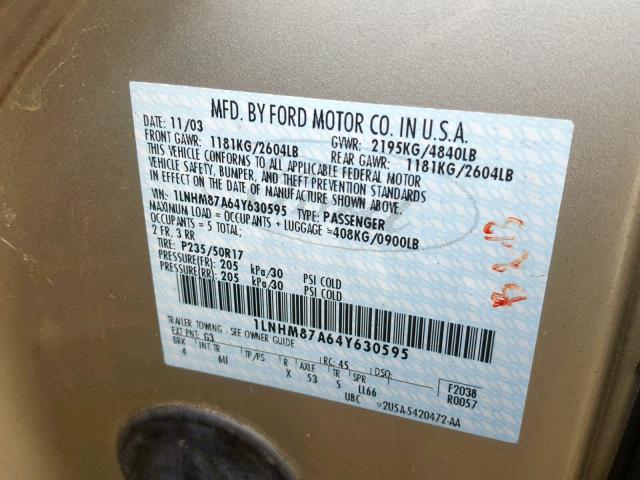 MFD. BY FORD MOTOR CO. IN U.S.A.
DATE: 11/03 GVWR: 2195KG/4840LB
FRONT GAWR: 1181KG/2604LB REAR GAWR: 1181KG/2604LB
THIS VEHICLE CONFORMS TO ALL APPLICABLE FEDERAL MOTOR
VEHICLE SAFETY, BUMPER, AND THEFT PREVENTION STANDARDS
IN EFFECT ON THE DATE OF MANUFACTURE SHOWN ABOVE.
VIN: 1LNHM87A64Y630595 TYPE: PASSENGER
MAXIMUM LOAD = OCCUPANTS + LUGGAGE =408KG/0900LB
OCCUPANTS = 5 TOTAL;
2 FR, 3 RR
TIRE: P235/50R17
PRESSURE(FR): 205 kPa/30 PSI COLD
PRESSURE(RR): 205 kPa/30 PSI COLD
1LNHM87A64Y630595
TRAILER TOWING - SEE OWNER GUIDE
EXT PNT: G3 RC: 45 DSO: F2038
BRK INT TR TP/PS R AXLE TR SPR R0057
4 6U X 53 S LL66
UBC ▽2U5A-5420472-AA